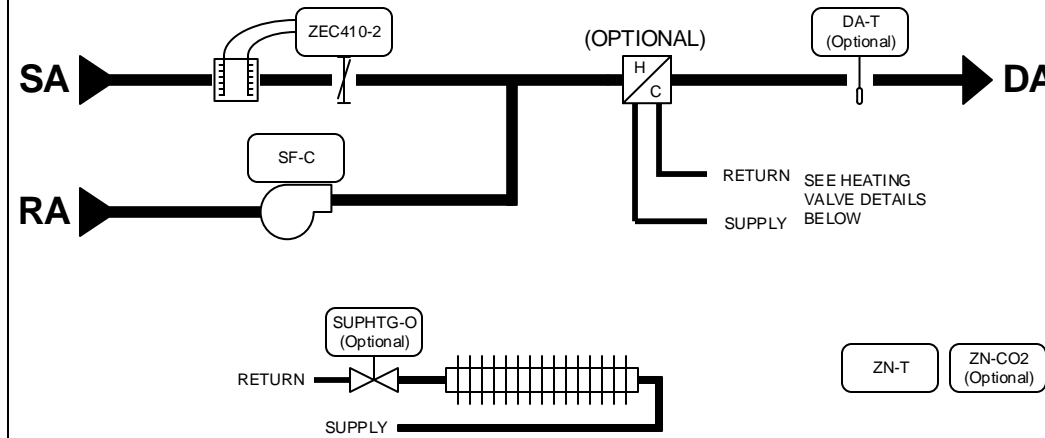 ZEC410-2
DA-T
(Optional)
(OPTIONAL)
SA
H
C
DA
SF-C
RA
RETURN
SUPPLY
SEE HEATING
VALVE DETAILS
BELOW
SUPHTG-O
(Optional)
RETURN
SUPPLY
ZN-T
ZN-CO2
(Optional)